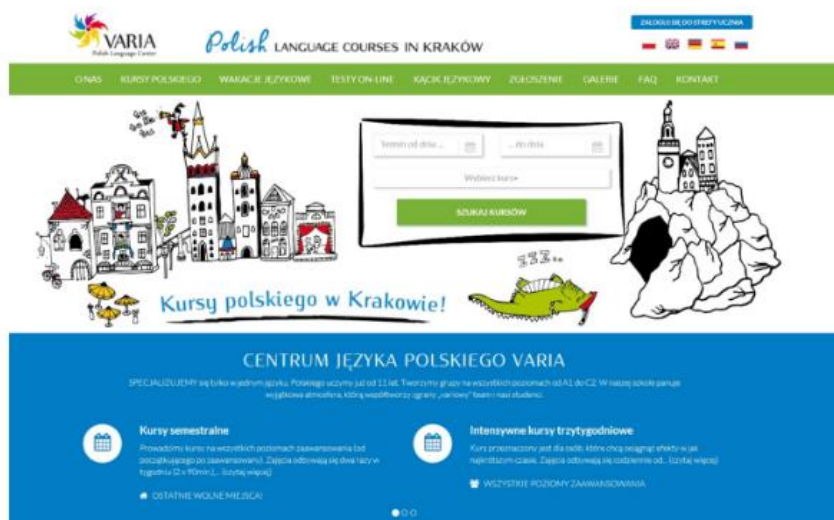 ZALOGUJ SIĘ DO STREFY UCZNIA
VARIA
Polish Language Center
Polish LANGUAGE COURSES IN KRAKÓW
O NAS KURSY POLSKIEGO WAKACJE JĘZYKOWE TESTY ON-LINE KĄCIK JĘZYKOWY ZGŁOSZENIE GALERIE FAQ KONTAKT
Termin od dnia ... ... do dnia
Wybierz kurs
SZUKAJ KURSÓW
ZZZ
Kursy polskiego w Krakowie!
CENTRUM JĘZYKA POLSKIEGO VARIA
SPECJALIZUJEMY się tylko w jednym języku. Polskiego uczymy już od 11 lat. Tworzymy grupy na wszystkich poziomach od A1 do C2. W naszej szkole panuje
wyjątkowa atmosfera, którą współtworzy zgrany „variowy" team i nasi studenci.
Kursy semestralne
Prowadzimy kursy na wszystkich poziomach zaawansowania (od
początkującego po zaawansowany). Zajęcia odbywają się dwa razy w
tygodniu (2 x 90min.)... (czytaj więcej)
OSTATNIE WOLNE MIEJSCA!
Intensywne kursy trzytygodniowe
Kurs przeznaczony jest dla osób, które chcą osiągnąć efekty w jak
najkrótszym czasie. Zajęcia odbywają się codziennie od... (czytaj więcej)
WSZYSTKIE POZIOMY ZAAWANSOWANIA